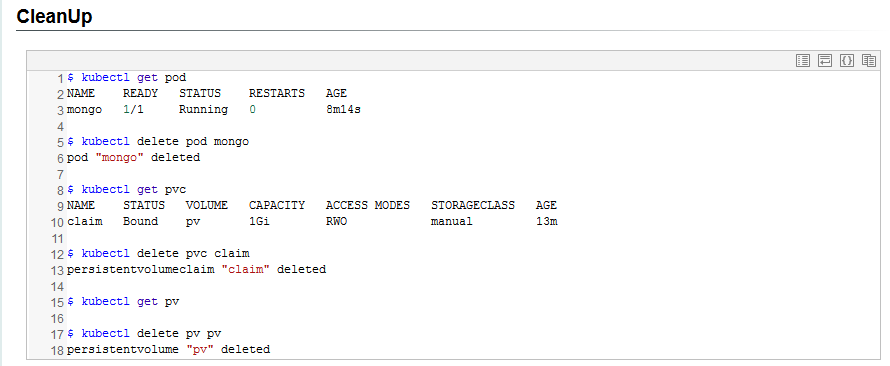 CleanUp
1 $ kubectl get pod
2 NAME    READY   STATUS    RESTARTS   AGE
3 mongo   1/1     Running   0          8m14s
4
5 $ kubectl delete pod mongo
6 pod "mongo" deleted
7
8 $ kubectl get pvc
9 NAME    STATUS   VOLUME   CAPACITY   ACCESS MODES   STORAGECLASS   AGE
10 claim   Bound    pv       1Gi        RWO            manual         13m
11
12 $ kubectl delete pvc claim
13 persistentvolumeclaim "claim" deleted
14
15 $ kubectl get pv
16
17 $ kubectl delete pv pv
18 persistentvolume "pv" deleted